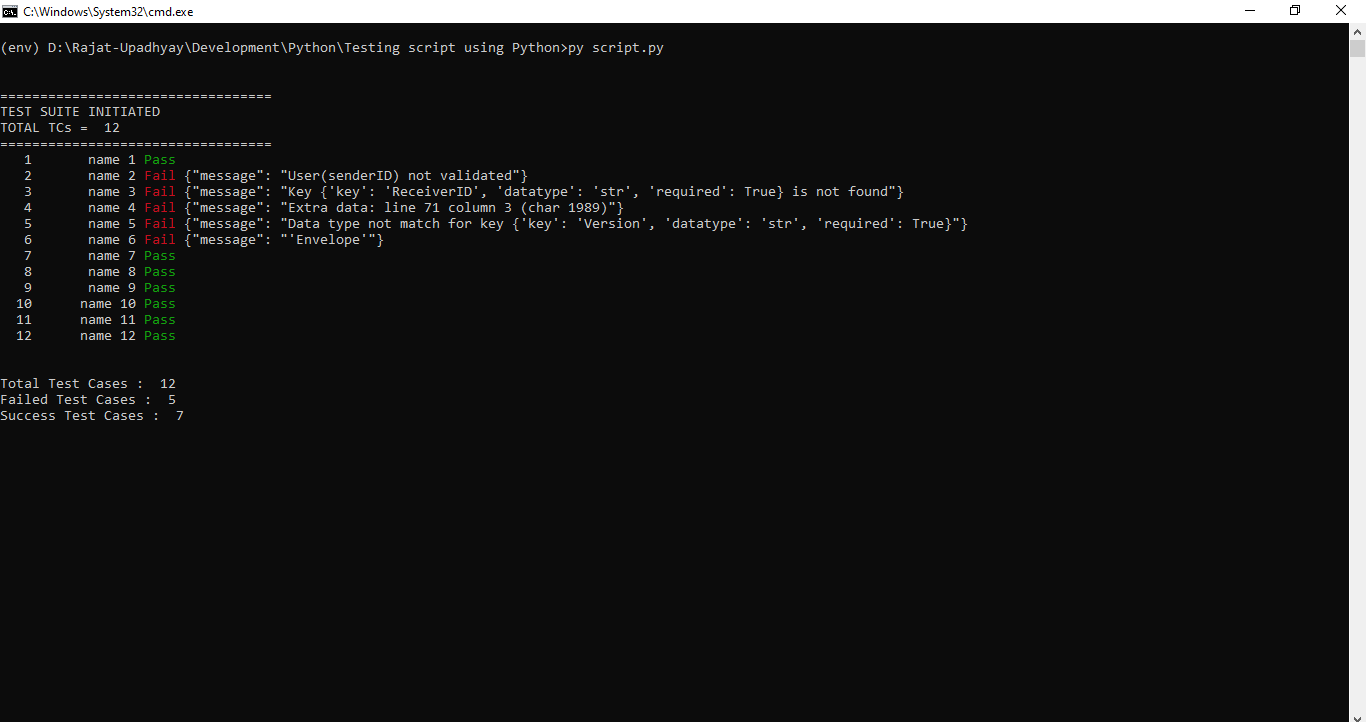 C:\Windows\System32\cmd.exe
(env) D:\Rajat-Upadhyay\Development\Python\Testing script using Python>py script.py
==================================
TEST SUITE INITIATED
TOTAL TCs =  12
==================================
1 name 1 Pass
2 name 2 Fail {"message": "User(senderID) not validated"}
3 name 3 Fail {"message": "Key {'key': 'ReceiverID', 'datatype': 'str', 'required': True} is not found"}
4 name 4 Fail {"message": "Extra data: line 71 column 3 (char 1989)"}
5 name 5 Fail {"message": "Data type not match for key {'key': 'Version', 'datatype': 'str', 'required': True}"}
6 name 6 Fail {"message": "'Envelope'"}
7 name 7 Pass
8 name 8 Pass
9 name 9 Pass
10 name 10 Pass
11 name 11 Pass
12 name 12 Pass
Total Test Cases :  12
Failed Test Cases :  5
Success Test Cases :  7